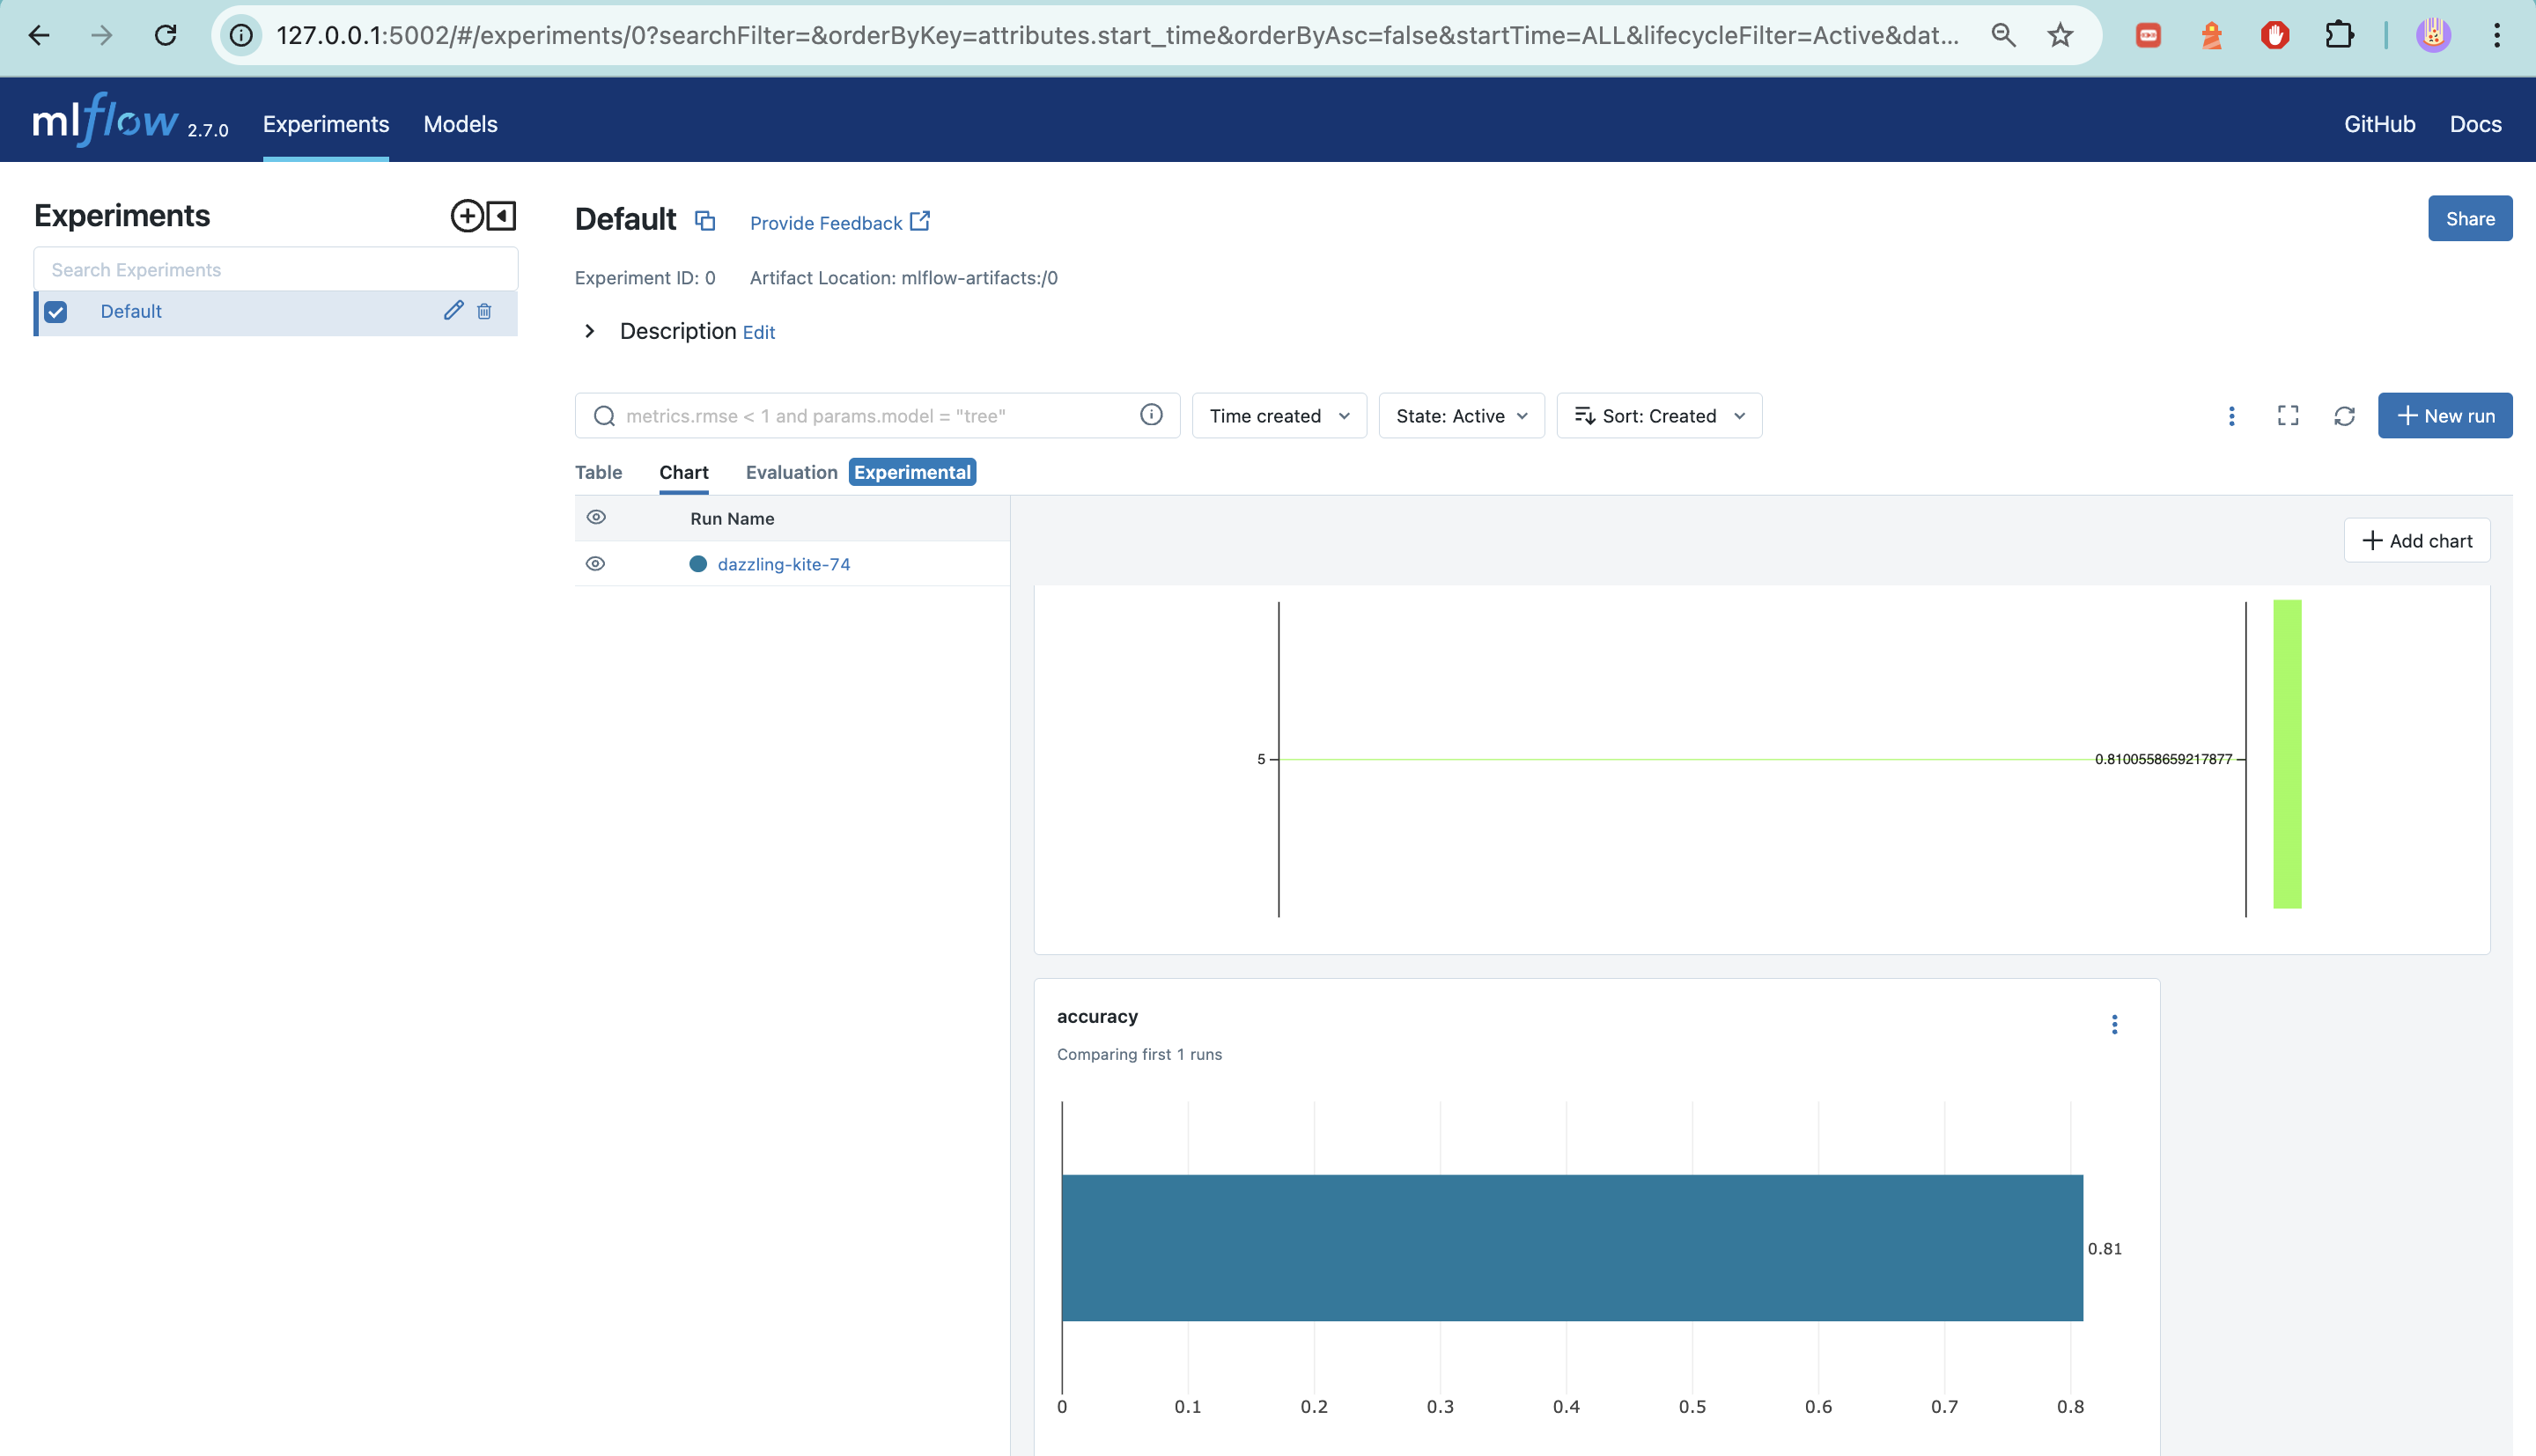 127.0.0.1:5002/#/experiments/0?searchFilter=&orderByKey=attributes.start_time&orderByAsc=false&startTime=ALL&lifecycleFilter=Active&dat...
mlflow 2.7.0 Experiments Models GitHub Docs
Experiments
Search Experiments
Default
Default Provide Feedback Share
Experiment ID: 0 Artifact Location: mlflow-artifacts:/0
Description Edit
metrics.rmse < 1 and params.model = "tree" Time created State: Active Sort: Created New run
Table Chart Evaluation Experimental
Run Name
Add chart
dazzling-kite-74
5 0.8100558659217877
accuracy
Comparing first 1 runs
0.81
0 0.1 0.2 0.3 0.4 0.5 0.6 0.7 0.8